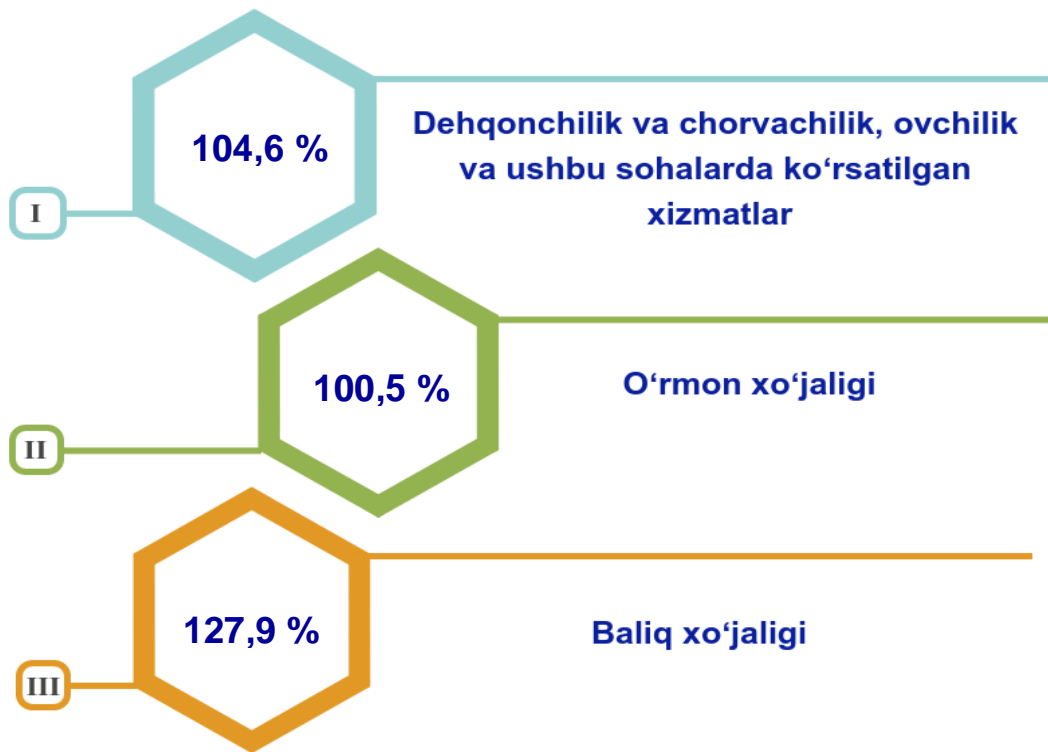 104,6 %
Dehqonchilik va chorvachilik, ovchilik
va ushbu sohalarda ko‘rsatilgan
xizmatlar
I
100,5 %
O‘rmon xo‘jaligi
II
127,9 %
Baliq xo‘jaligi
III